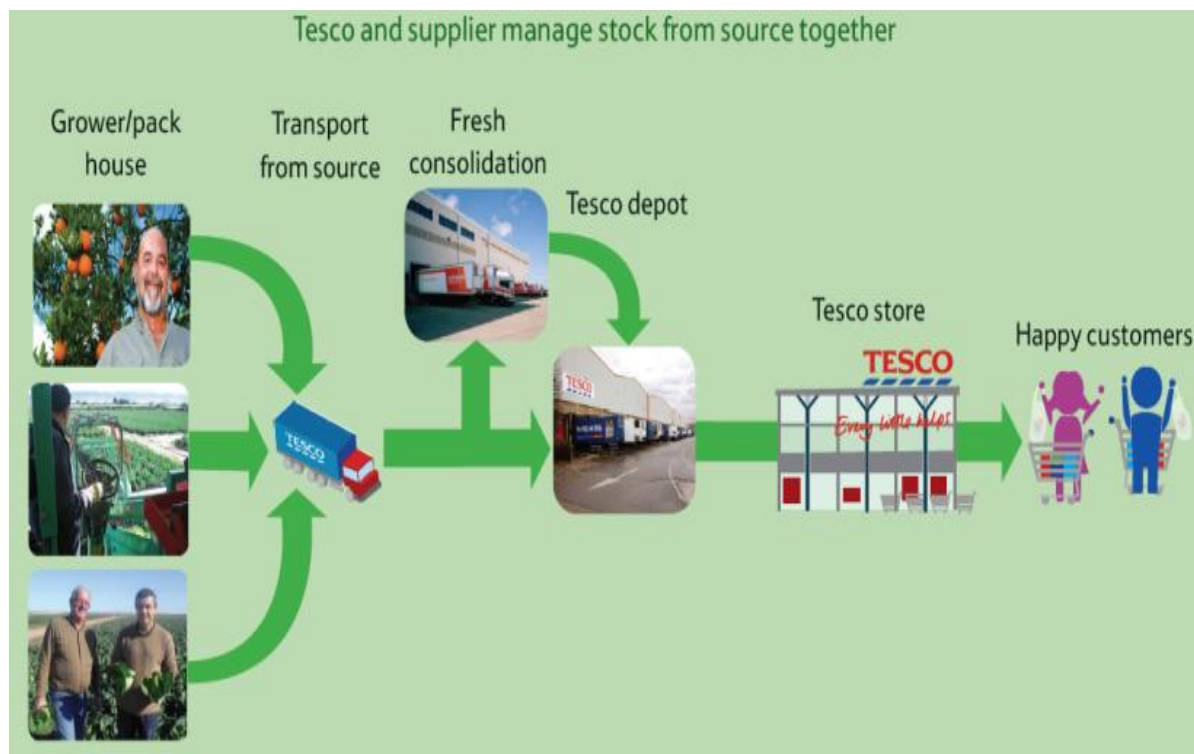 Tesco and supplier manage stock from source together
Grower/pack
house
Transport
from source
Fresh
consolidation
Tesco depot
Tesco store
Happy customers
TESCO
TESCO
TESCO
Every little helps